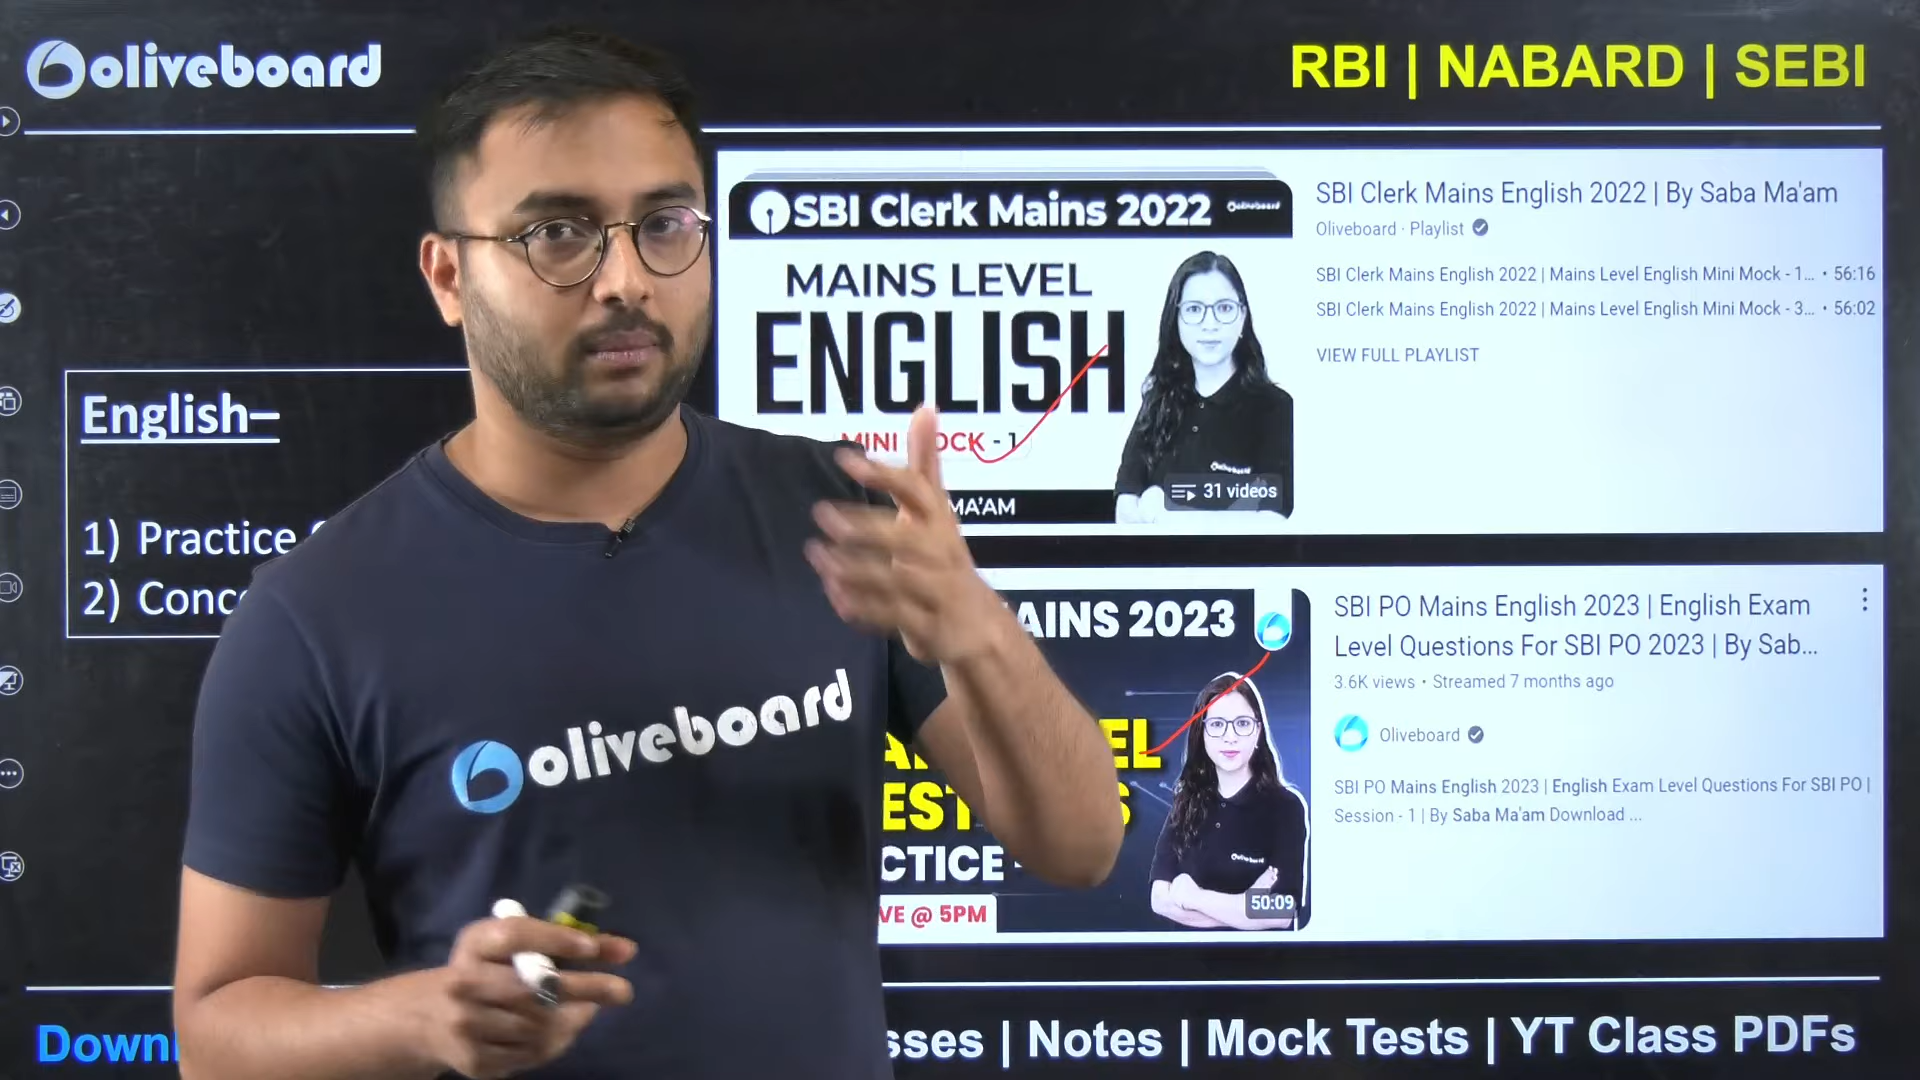 oliveboard
RBI | NABARD | SEBI
English–
1) Practice
2)
SBI Clerk Mains 2022
oliveboard
MAINS LEVEL
ENGLISH
MINI MOCK - 1
MA'AM
31 videos
SBI Clerk Mains English 2022 | By Saba Ma'am
Oliveboard · Playlist
SBI Clerk Mains English 2022 | Mains Level English Mini Mock - 1... • 56:16
SBI Clerk Mains English 2022 | Mains Level English Mini Mock - 3... • 56:02
VIEW FULL PLAYLIST
2023
VE @ 5PM
oliveboard
50:09
SBI PO Mains English 2023 | English Exam
Level Questions For SBI PO 2023 | By Sab...
3.6K views • Streamed 7 months ago
Oliveboard
SBI PO Mains English 2023 | English Exam Level Questions For SBI PO |
Session - 1 | By Saba Ma'am Download ...
oliveboard
| Notes | Mock Tests | YT Class PDFs